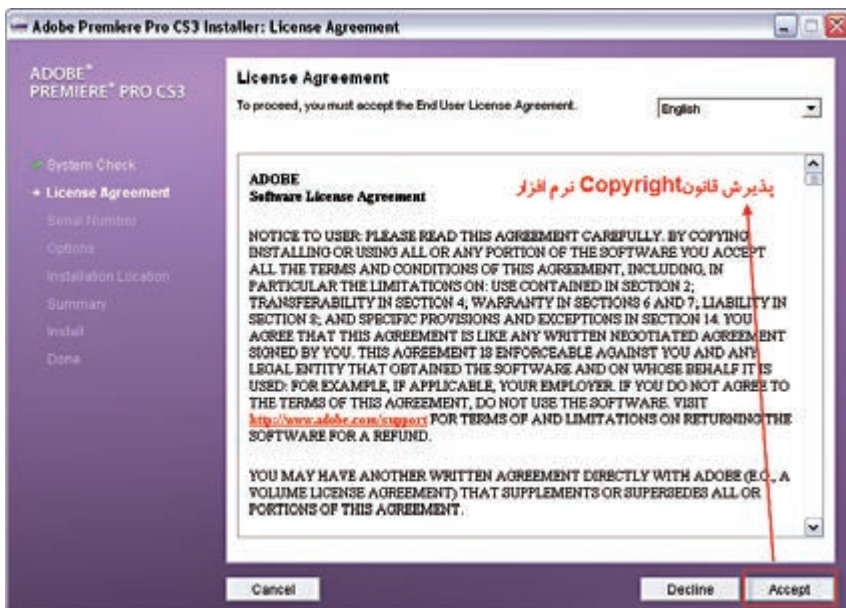 Adobe Premiere Pro CS3 Installer: License Agreement
ADOBE®
PREMIERE® PRO CS3
System Check
License Agreement
Serial Number
Options
Installation Location
Summary
Install
Done
License Agreement
To proceed, you must accept the End User License Agreement.
English
پذیرش قانون Copyright نرم افزار
ADOBE
Software License Agreement
NOTICE TO USER: PLEASE READ THIS AGREEMENT CAREFULLY. BY COPYING,
INSTALLING OR USING ALL OR ANY PORTION OF THE SOFTWARE YOU ACCEPT
ALL THE TERMS AND CONDITIONS OF THIS AGREEMENT, INCLUDING, IN
PARTICULAR THE LIMITATIONS ON: USE CONTAINED IN SECTION 2;
TRANSFERABILITY IN SECTION 4; WARRANTY IN SECTIONS 6 AND 7; LIABILITY IN
SECTION 8; AND SPECIFIC PROVISIONS AND EXCEPTIONS IN SECTION 14. YOU
AGREE THAT THIS AGREEMENT IS LIKE ANY WRITTEN NEGOTIATED AGREEMENT
SIGNED BY YOU. THIS AGREEMENT IS ENFORCEABLE AGAINST YOU AND ANY
LEGAL ENTITY THAT OBTAINED THE SOFTWARE AND ON WHOSE BEHALF IT IS
USED: FOR EXAMPLE, IF APPLICABLE, YOUR EMPLOYER. IF YOU DO NOT AGREE TO
THE TERMS OF THIS AGREEMENT, DO NOT USE THE SOFTWARE. VISIT
http://www.adobe.com/support FOR TERMS OF AND LIMITATIONS ON RETURNING THE
SOFTWARE FOR A REFUND.
YOU MAY HAVE ANOTHER WRITTEN AGREEMENT DIRECTLY WITH ADOBE (E.G., A
VOLUME LICENSE AGREEMENT) THAT SUPPLEMENTS OR SUPERSEDES ALL OR
PORTIONS OF THIS AGREEMENT.
Cancel
Decline
Accept